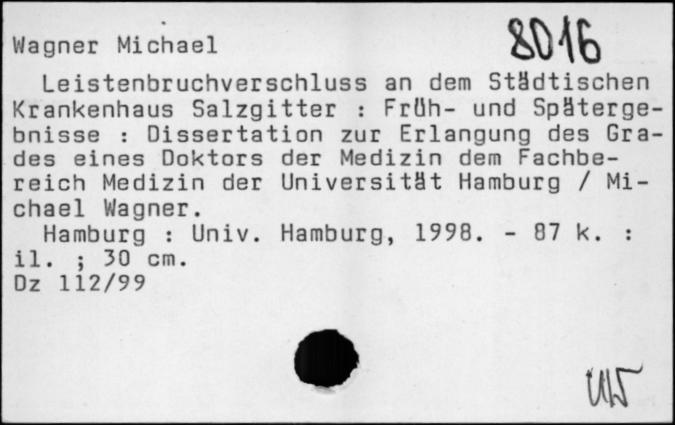 8016
Wagner Michael
Leistenbruchverschluss an dem Städtischen
Krankenhaus Salzgitter : Früh- und Späterge-
bnisse : Dissertation zur Erlangung des Gra-
des eines Doktors der Medizin dem Fachbe-
reich Medizin der Universität Hamburg / Mi-
chael Wagner.
Hamburg : Univ. Hamburg, 1998. - 87 k. :
il. ; 30 cm.
Dz 112/99